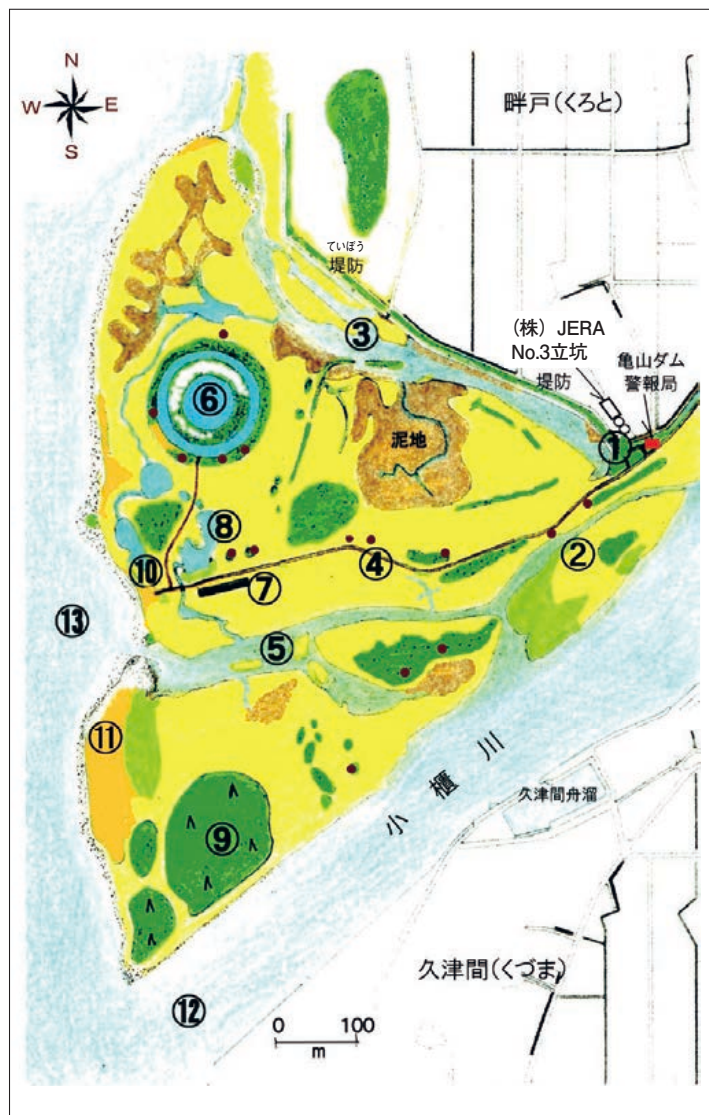 N
W E
S
畔戸(くろと)
ていぼう
堤防
(株) JERA
No.3立坑
亀山ダム
警報局
堤防
①
②
③
④
⑤
⑥
泥地
⑦
⑧
⑨
⑩
⑪
⑫
⑬
小櫃川
久津間舟溜
久津間(くづま)
0 100
m